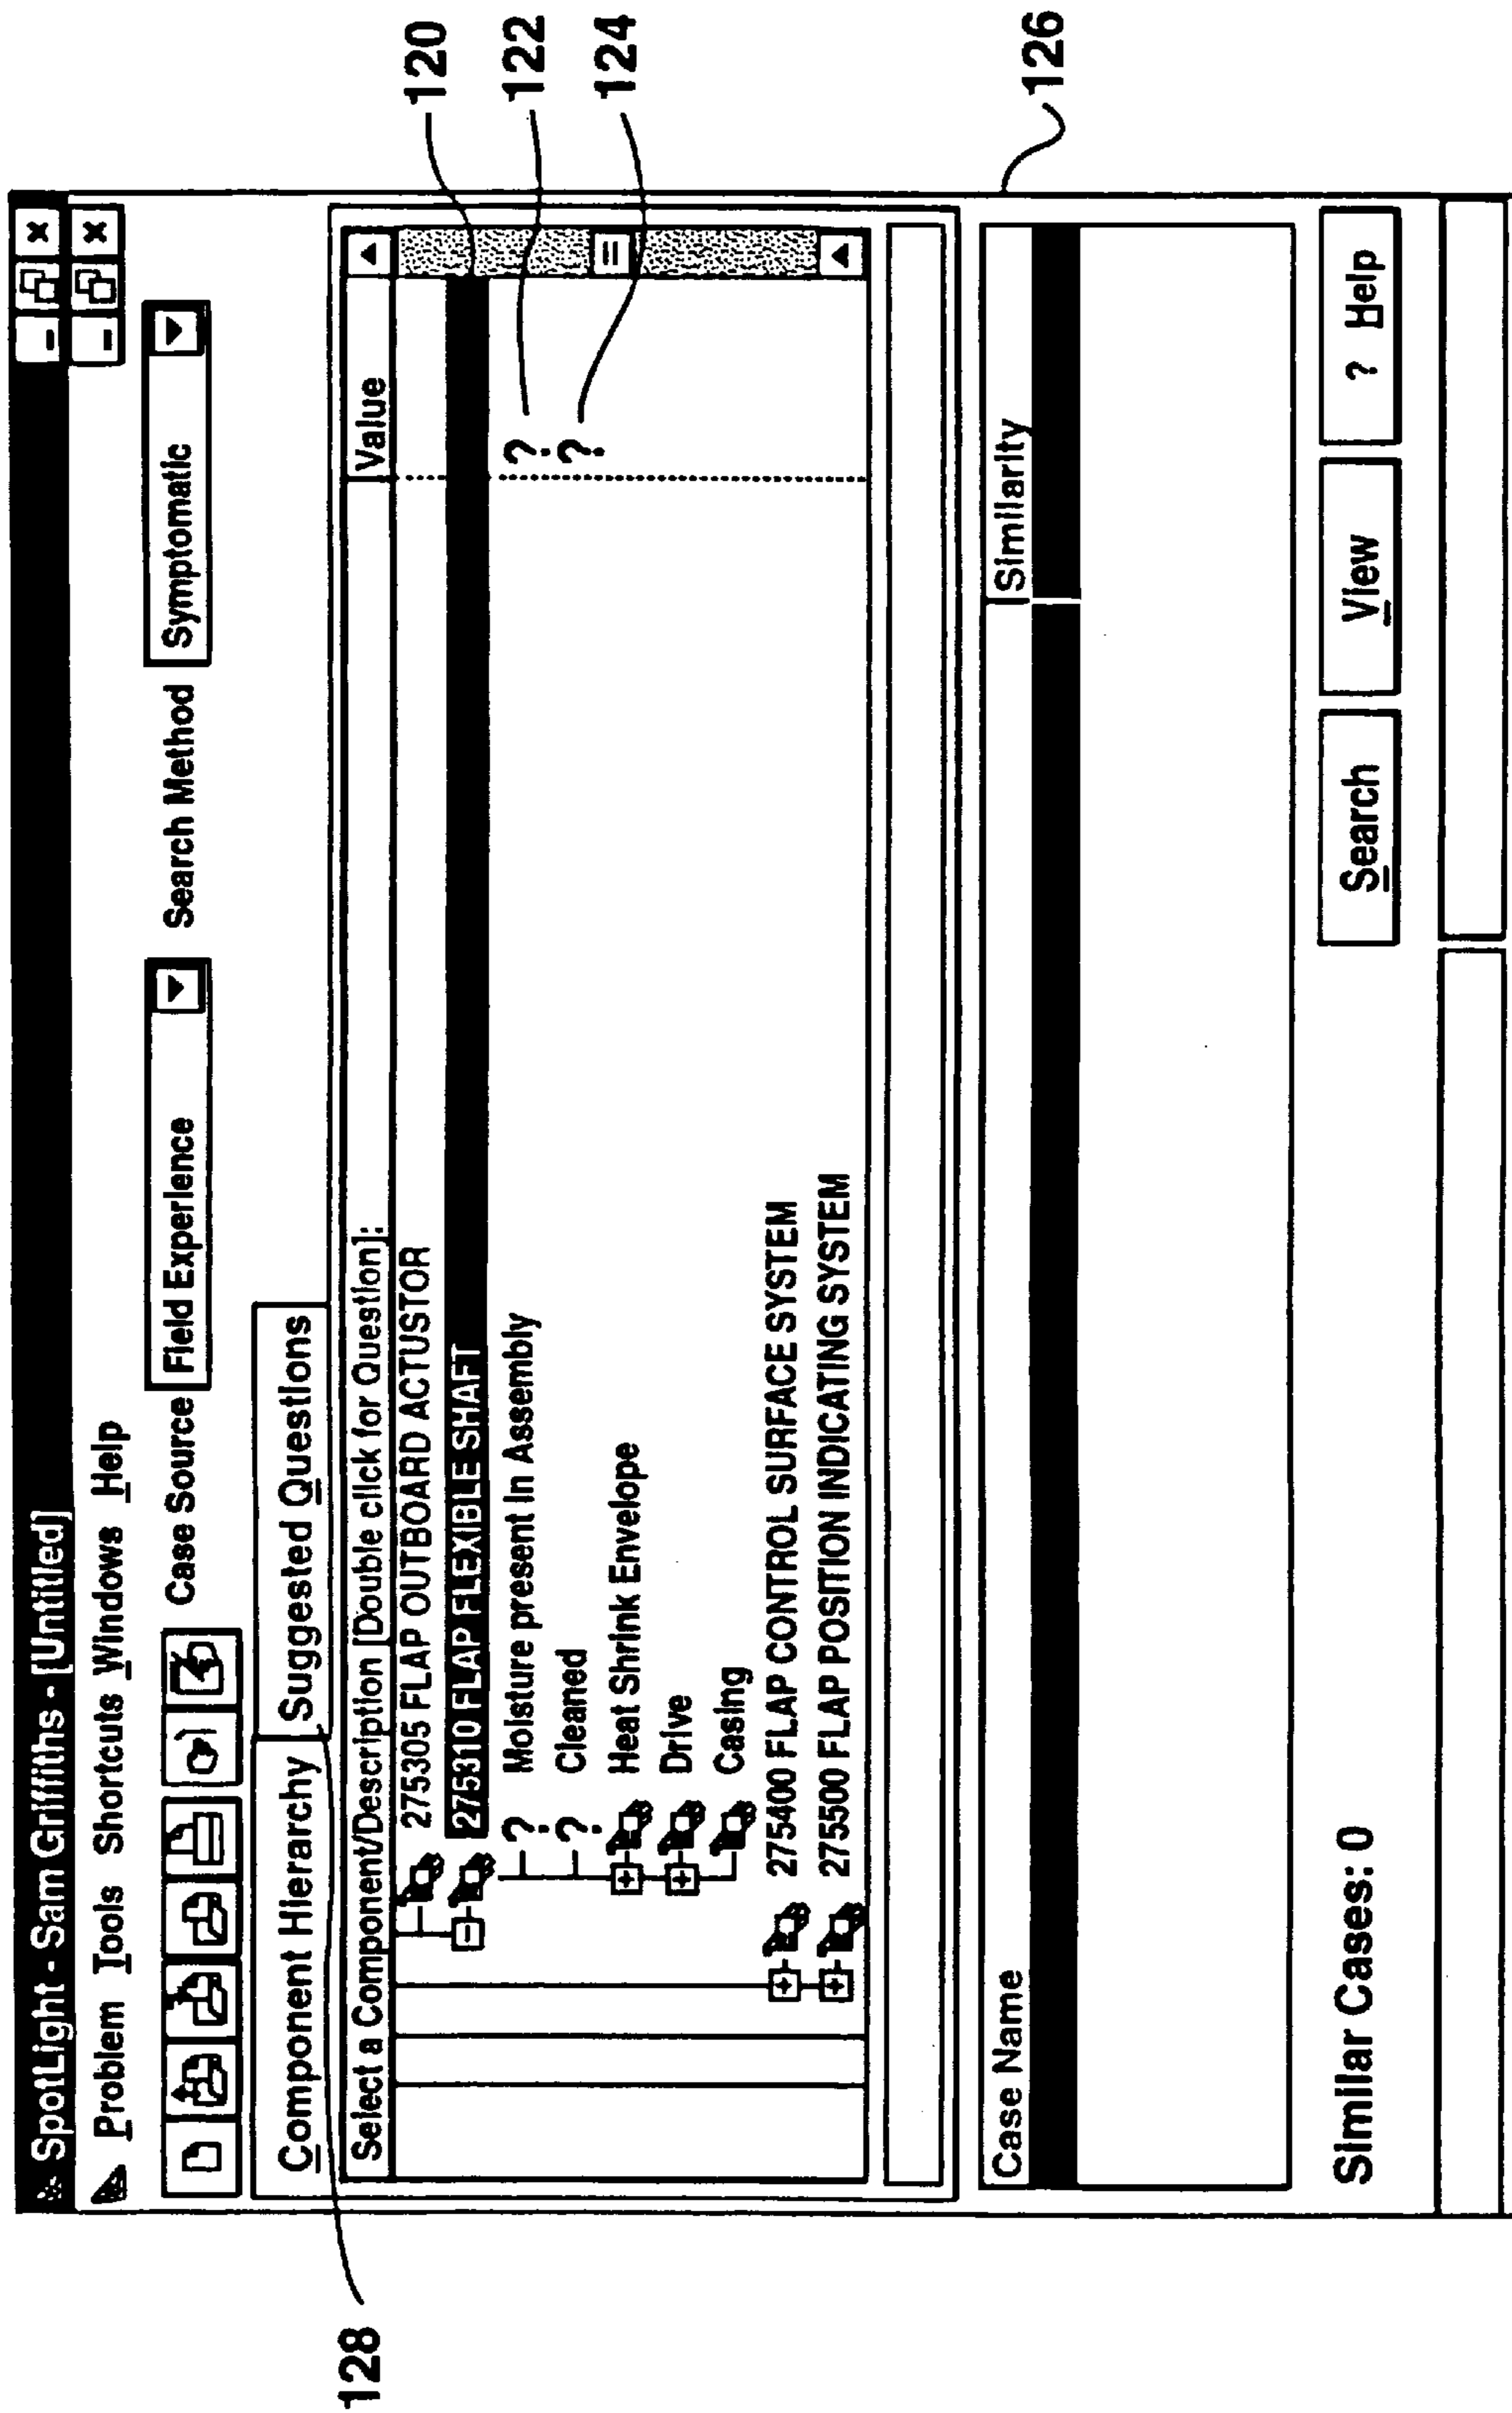 SpotLight - Sam Griffiths - [Untitled]
Problem Tools Shortcuts Windows Help
Case Source Field Experience Search Method Symptomatic
Component Hierarchy Suggested Questions
Select a Component/Description [Double click for Question]: Value
275305 FLAP OUTBOARD ACTUSTOR
275310 FLAP FLEXIBLE SHAFT
? Moisture present In Assembly ?
? Cleaned ?
Heat Shrink Envelope
Drive
Casing
275400 FLAP CONTROL SURFACE SYSTEM
275500 FLAP POSITION INDICATING SYSTEM
Case Name Similarity
Similar Cases: 0
Search View ? Help
120
122
124
126
128